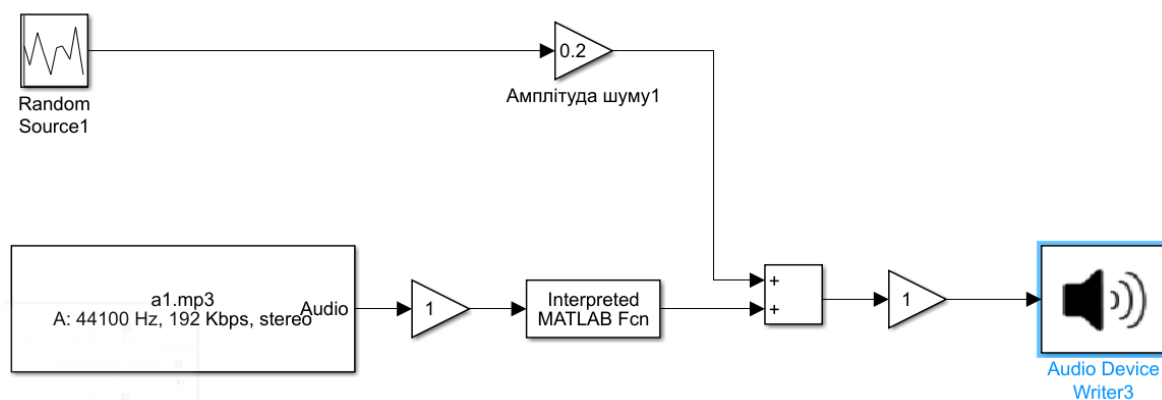 Random
Source1
0.2
Амплітуда шуму1
a1.mp3
A: 44100 Hz, 192 Kbps, stereo
Audio
1
Interpreted
MATLAB Fcn
+
+
1
Audio Device
Writer3